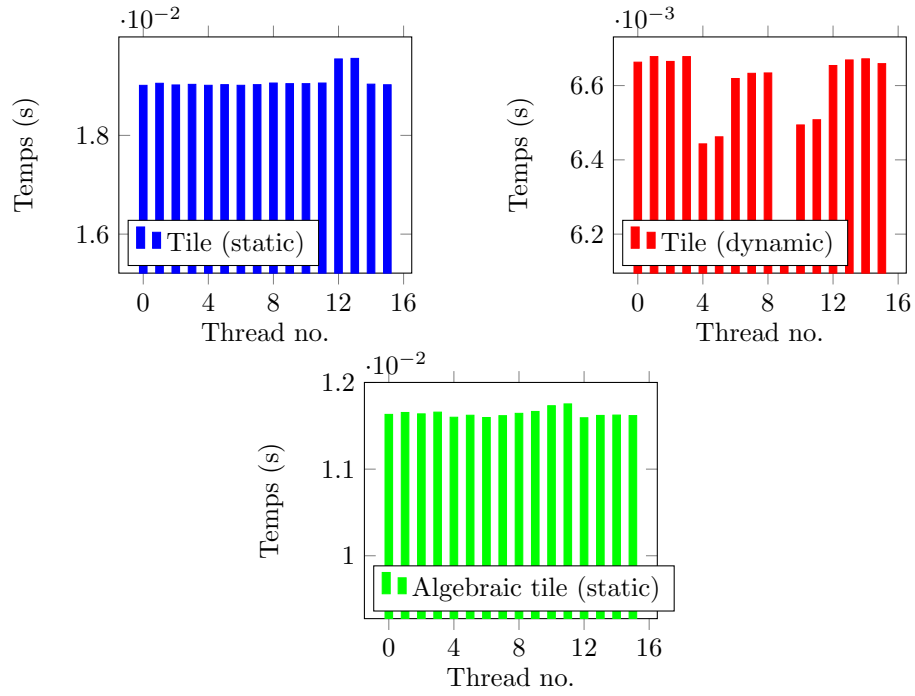 ·10⁻²
1.8
1.6
Temps (s)
Tile (static)
0 4 8 12 16
Thread no.
·10⁻³
6.6
6.4
6.2
Temps (s)
Tile (dynamic)
0 4 8 12 16
Thread no.
·10⁻²
1.2
1.1
1
Temps (s)
Algebraic tile (static)
0 4 8 12 16
Thread no.